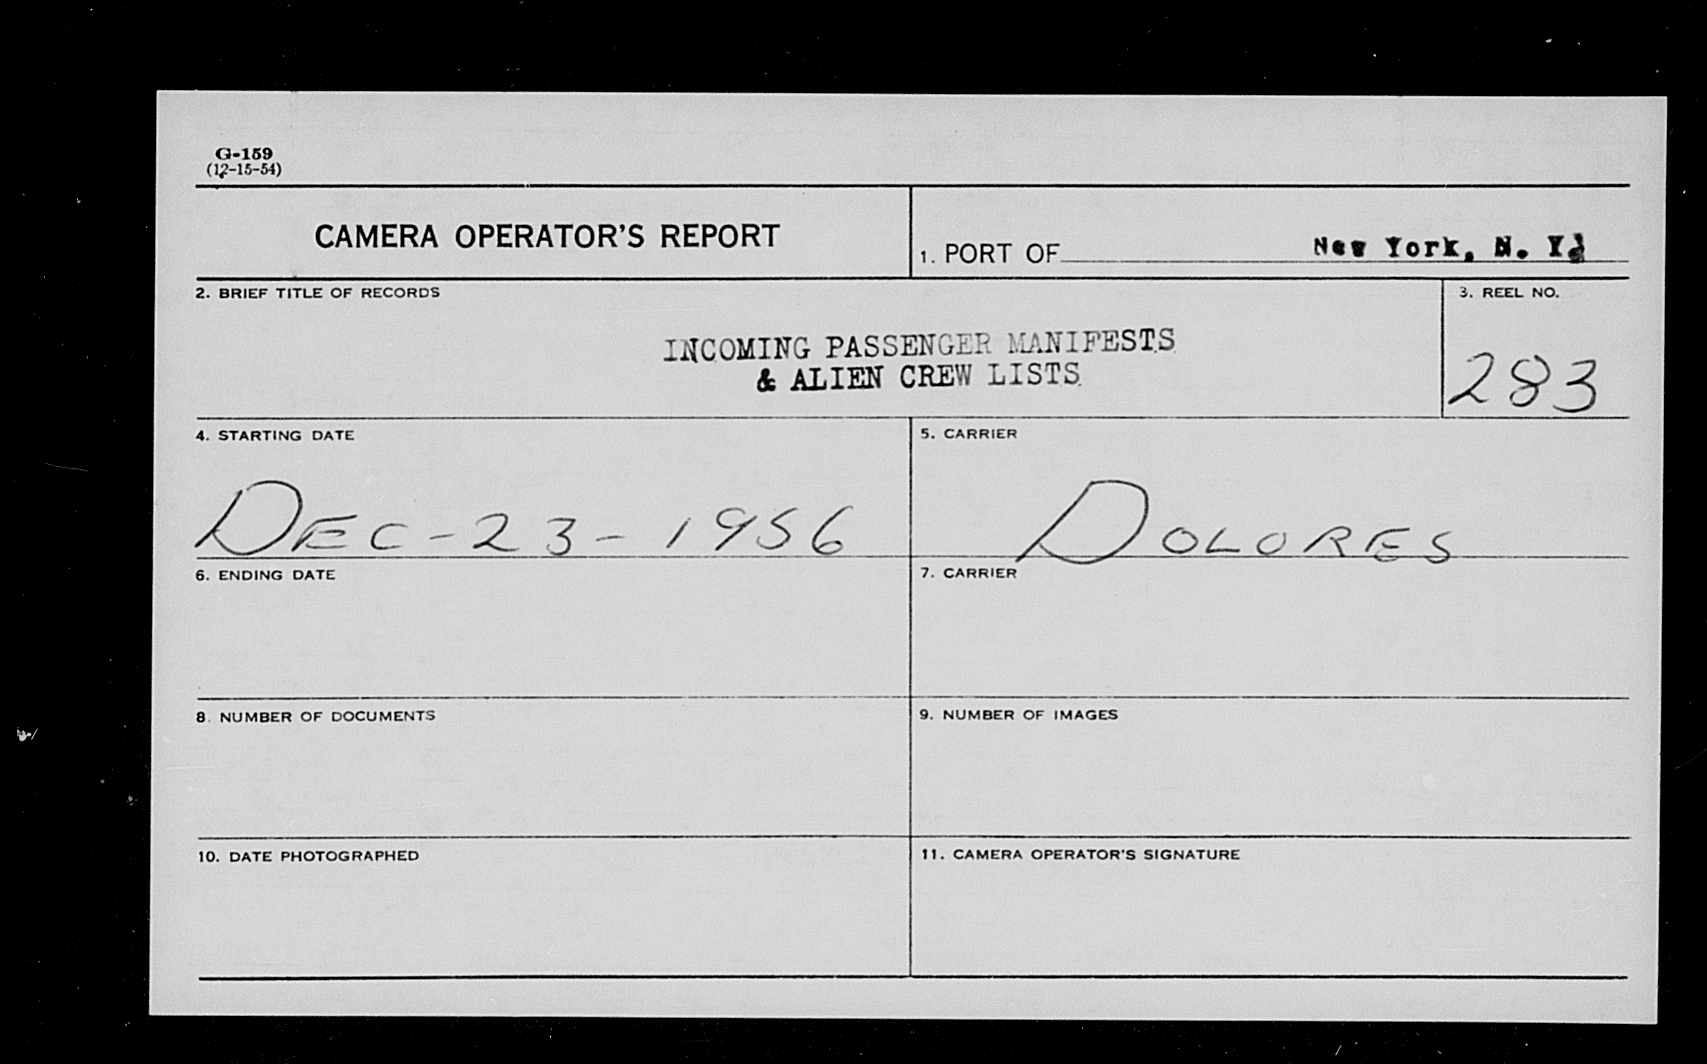 G-159
(12-15-54)
CAMERA OPERATOR'S REPORT
1. PORT OF New York, N. Y.
2. BRIEF TITLE OF RECORDS
INCOMING PASSENGER MANIFESTS
& ALIEN CREW LISTS
3. REEL NO.
283
4. STARTING DATE
DEC-23-1956
5. CARRIER
DOLORES
6. ENDING DATE
7. CARRIER
8. NUMBER OF DOCUMENTS
9. NUMBER OF IMAGES
10. DATE PHOTOGRAPHED
11. CAMERA OPERATOR'S SIGNATURE